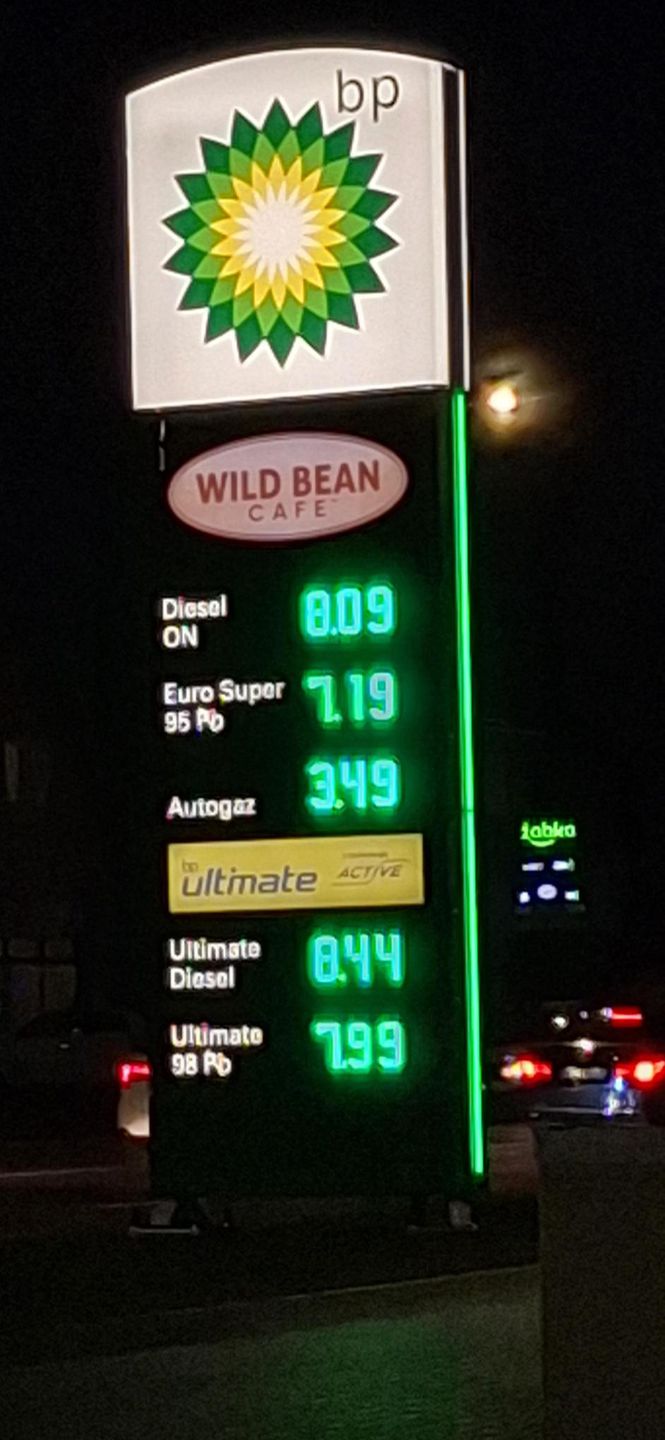 bp
WILD BEAN
CAFE
Diesel
ON
8.09
Euro Super
95 Pb
7.19
Autogaz
3.49
bp
ultimate
ACTIVE
Ultimate
Diesel
8.44
Ultimate
98 Pb
7.99
żabka